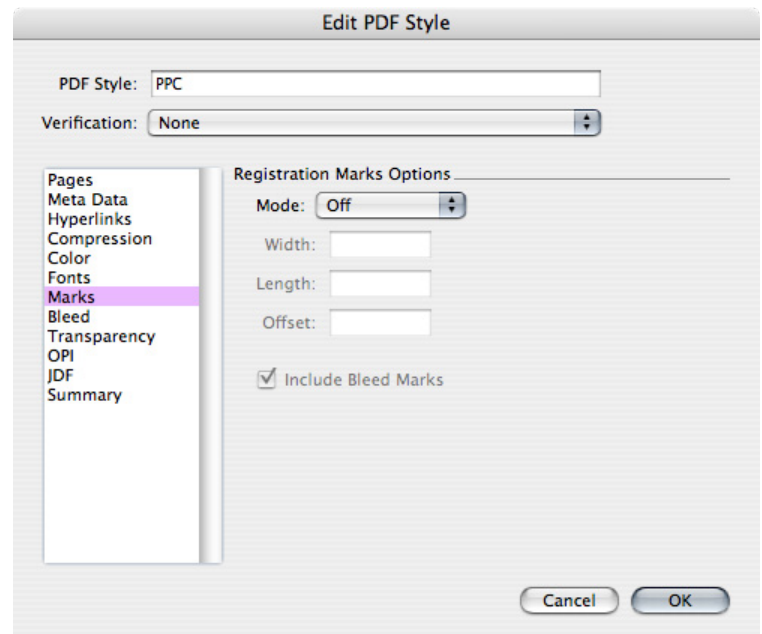 Edit PDF Style
PDF Style: PPC
Verification: None
Pages
Meta Data
Hyperlinks
Compression
Color
Fonts
Marks
Bleed
Transparency
OPI
JDF
Summary
Registration Marks Options
Mode: Off
Width:
Length:
Offset:
Include Bleed Marks
Cancel OK